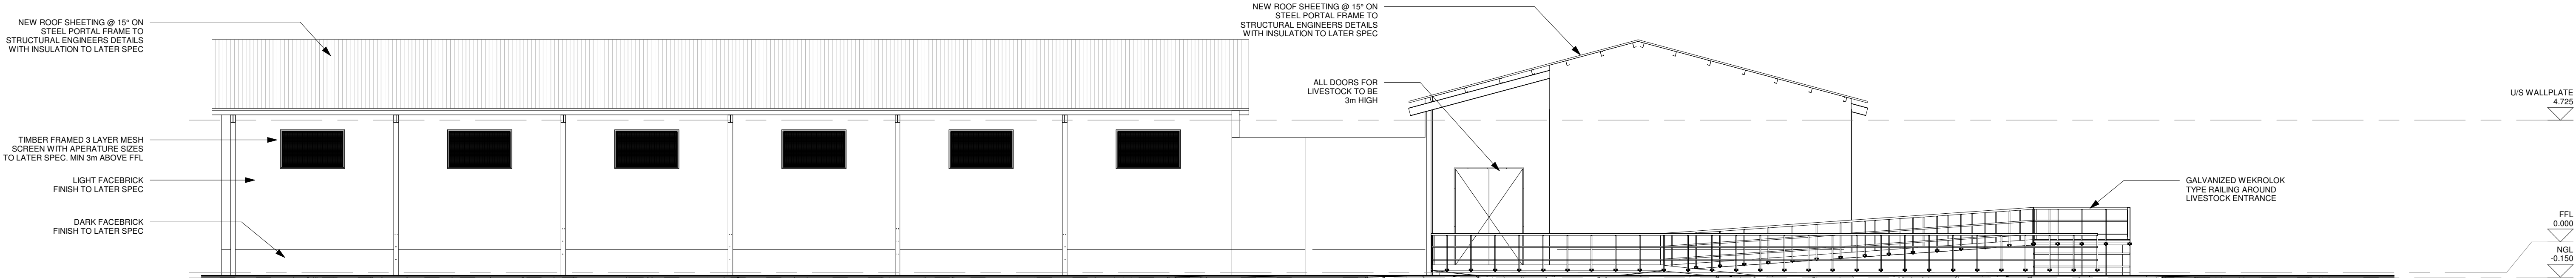 NEW ROOF SHEETING @ 15° ON
STEEL PORTAL FRAME TO
STRUCTURAL ENGINEERS DETAILS
WITH INSULATION TO LATER SPEC
TIMBER FRAMED 3 LAYER MESH
SCREEN WITH APERATURE SIZES
TO LATER SPEC. MIN 3m ABOVE FFL
LIGHT FACEBRICK
FINISH TO LATER SPEC
DARK FACEBRICK
FINISH TO LATER SPEC
NEW ROOF SHEETING @ 15° ON
STEEL PORTAL FRAME TO
STRUCTURAL ENGINEERS DETAILS
WITH INSULATION TO LATER SPEC
ALL DOORS FOR
LIVESTOCK TO BE
3m HIGH
GALVANIZED WEKROLOK
TYPE RAILING AROUND
LIVESTOCK ENTRANCE
U/S WALLPLATE
4.725
FFL
0.000
NGL
-0.150